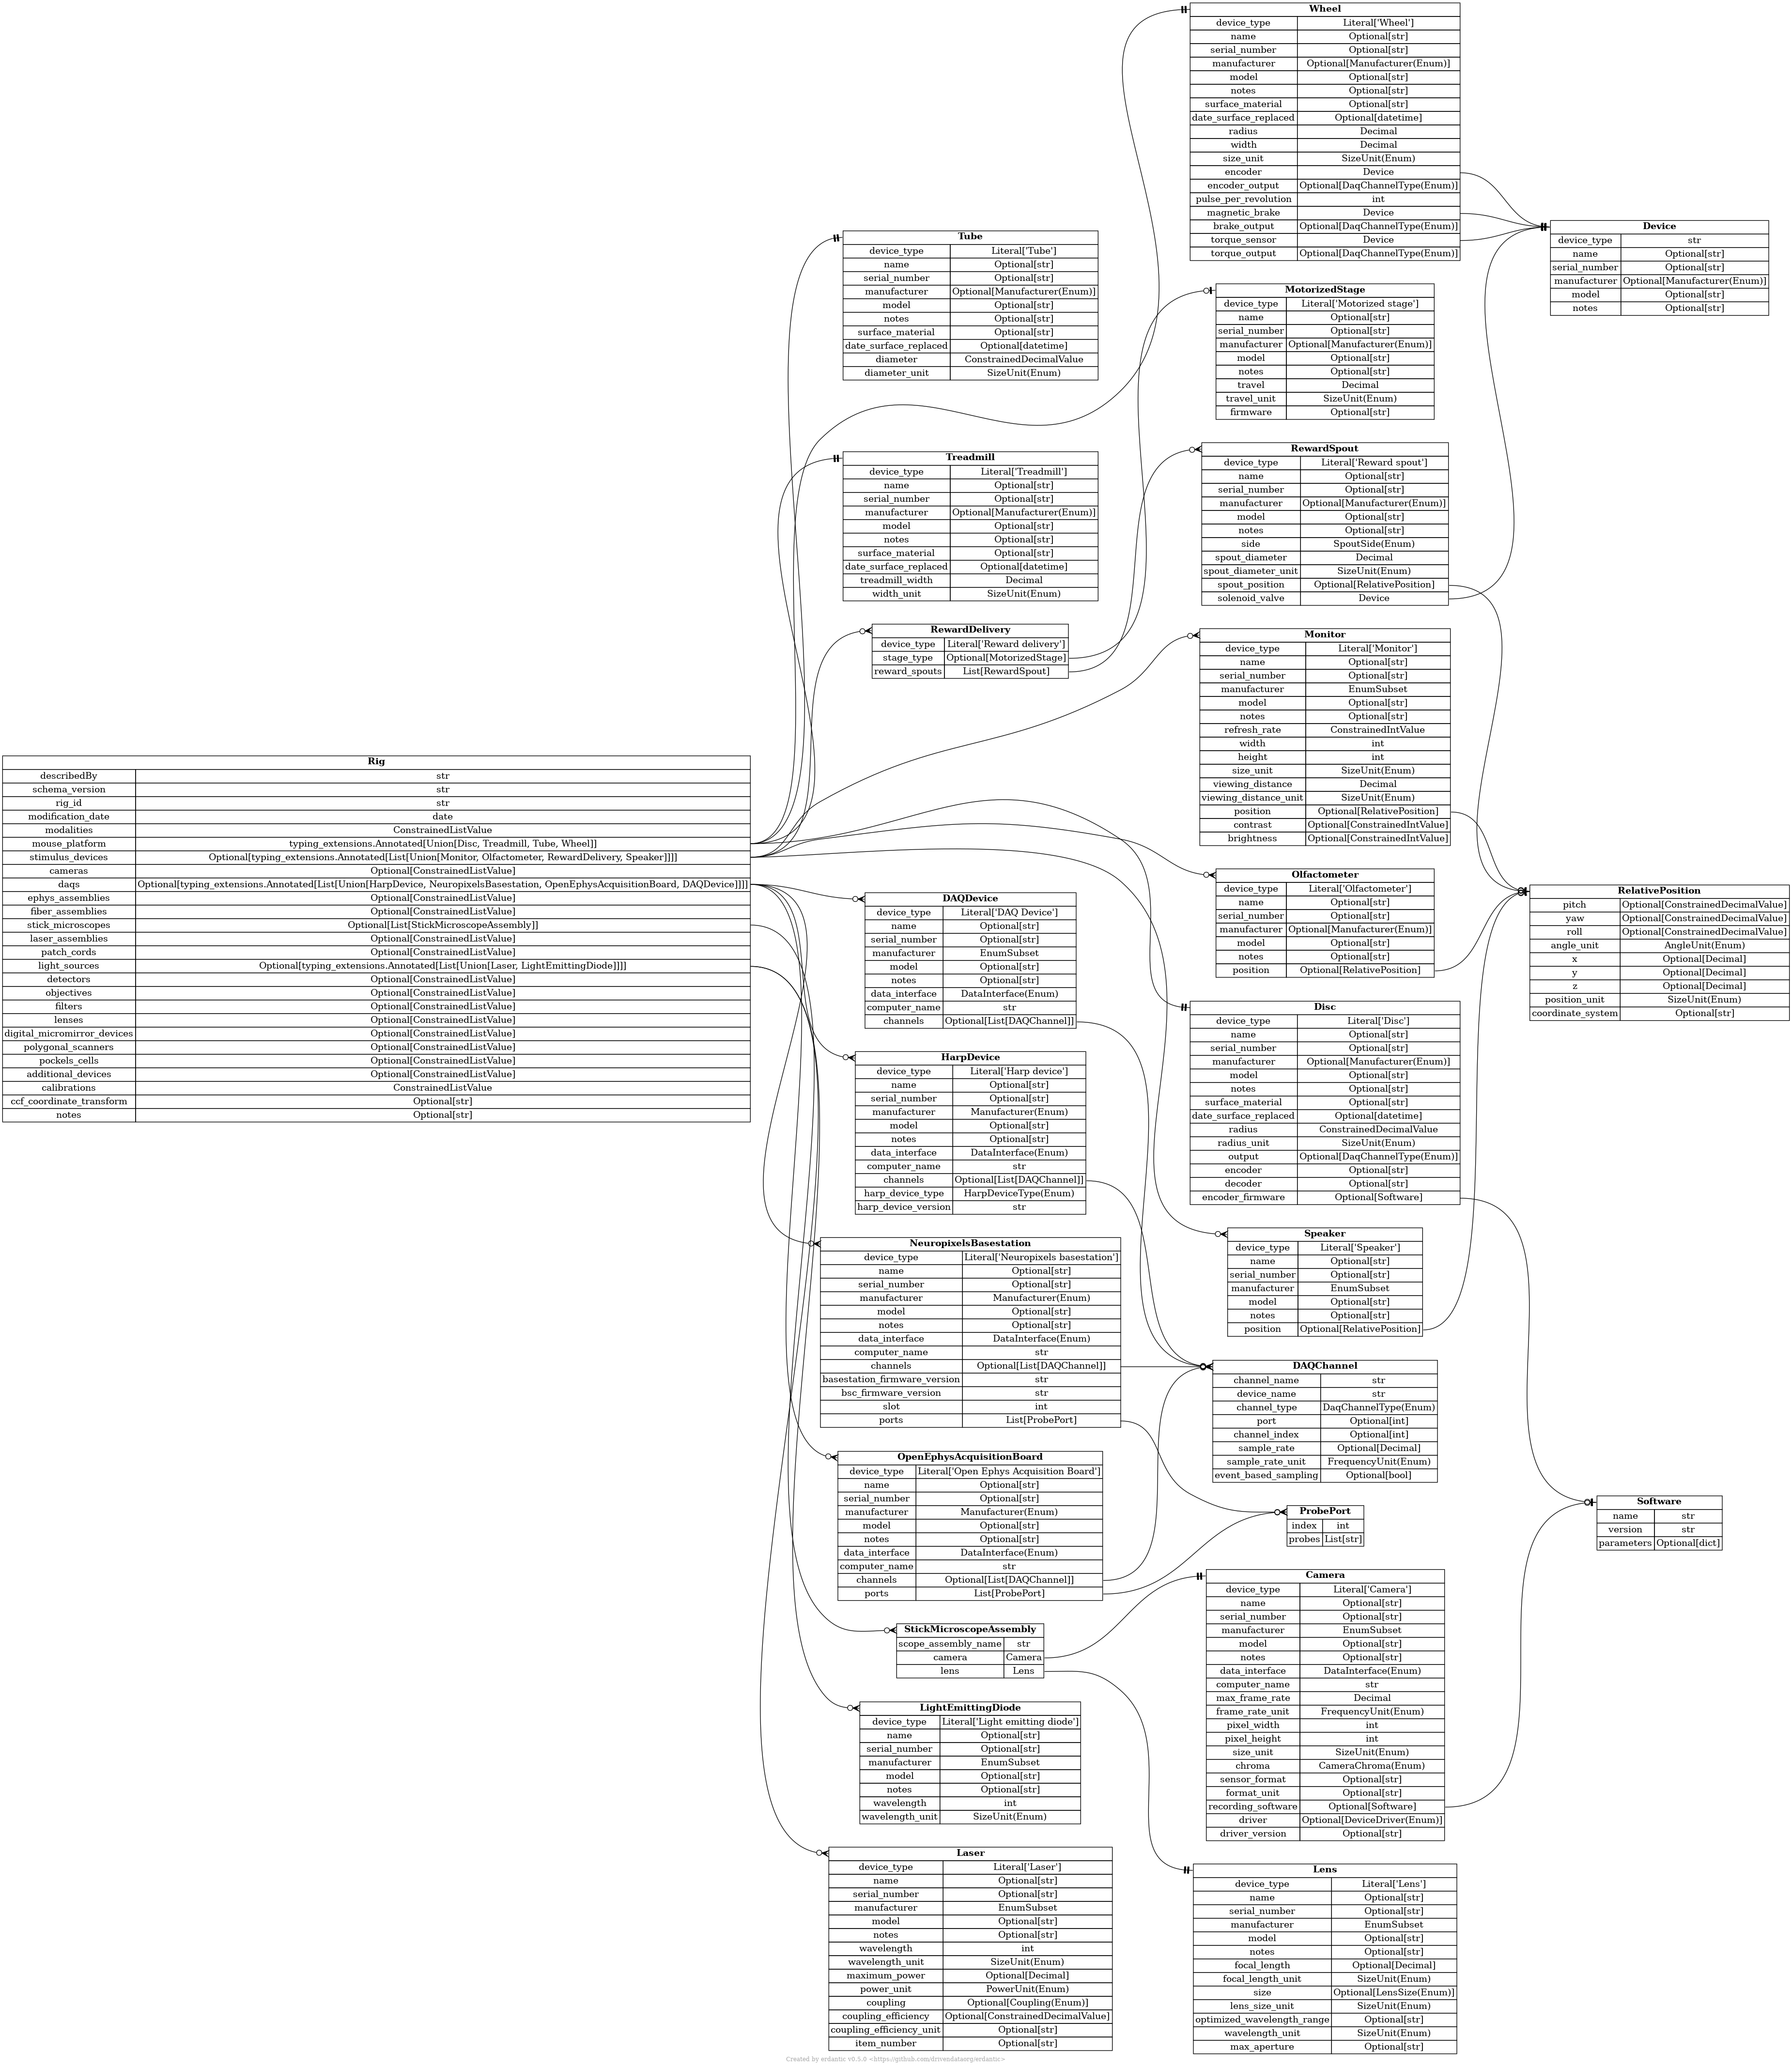 Wheel
device_type Literal['Wheel']
name Optional[str]
serial_number Optional[str]
manufacturer Optional[Manufacturer(Enum)]
model Optional[str]
notes Optional[str]
surface_material Optional[str]
date_surface_replaced Optional[datetime]
radius Decimal
width Decimal
size_unit SizeUnit(Enum)
encoder Device
encoder_output Optional[DaqChannelType(Enum)]
pulse_per_revolution int
magnetic_brake Device
brake_output Optional[DaqChannelType(Enum)]
torque_sensor Device
torque_output Optional[DaqChannelType(Enum)]
Device
device_type str
name Optional[str]
serial_number Optional[str]
manufacturer Optional[Manufacturer(Enum)]
model Optional[str]
notes Optional[str]
Tube
device_type Literal['Tube']
name Optional[str]
serial_number Optional[str]
manufacturer Optional[Manufacturer(Enum)]
model Optional[str]
notes Optional[str]
surface_material Optional[str]
date_surface_replaced Optional[datetime]
diameter ConstrainedDecimalValue
diameter_unit SizeUnit(Enum)
MotorizedStage
device_type Literal['Motorized stage']
name Optional[str]
serial_number Optional[str]
manufacturer Optional[Manufacturer(Enum)]
model Optional[str]
notes Optional[str]
travel Decimal
travel_unit SizeUnit(Enum)
firmware Optional[str]
Treadmill
device_type Literal['Treadmill']
name Optional[str]
serial_number Optional[str]
manufacturer Optional[Manufacturer(Enum)]
model Optional[str]
notes Optional[str]
surface_material Optional[str]
date_surface_replaced Optional[datetime]
treadmill_width Decimal
width_unit SizeUnit(Enum)
RewardSpout
device_type Literal['Reward spout']
name Optional[str]
serial_number Optional[str]
manufacturer Optional[Manufacturer(Enum)]
model Optional[str]
notes Optional[str]
side SpoutSide(Enum)
spout_diameter Decimal
spout_diameter_unit SizeUnit(Enum)
spout_position Optional[RelativePosition]
solenoid_valve Device
RewardDelivery
device_type Literal['Reward delivery']
stage_type Optional[MotorizedStage]
reward_spouts List[RewardSpout]
Monitor
device_type Literal['Monitor']
name Optional[str]
serial_number Optional[str]
manufacturer EnumSubset
model Optional[str]
notes Optional[str]
refresh_rate ConstrainedIntValue
width int
height int
size_unit SizeUnit(Enum)
viewing_distance Decimal
viewing_distance_unit SizeUnit(Enum)
position Optional[RelativePosition]
contrast Optional[ConstrainedIntValue]
brightness Optional[ConstrainedIntValue]
Rig
describedBy str
schema_version str
rig_id str
modification_date date
modalities ConstrainedListValue
mouse_platform typing_extensions.Annotated[Union[Disc, Treadmill, Tube, Wheel]]
stimulus_devices Optional[typing_extensions.Annotated[List[Union[Monitor, Olfactometer, RewardDelivery, Speaker]]]]
cameras Optional[ConstrainedListValue]
daqs Optional[typing_extensions.Annotated[List[Union[HarpDevice, NeuropixelsBasestation, OpenEphysAcquisitionBoard, DAQDevice]]]]
ephys_assemblies Optional[ConstrainedListValue]
fiber_assemblies Optional[ConstrainedListValue]
stick_microscopes Optional[List[StickMicroscopeAssembly]]
laser_assemblies Optional[ConstrainedListValue]
patch_cords Optional[ConstrainedListValue]
light_sources Optional[typing_extensions.Annotated[List[Union[Laser, LightEmittingDiode]]]]
detectors Optional[ConstrainedListValue]
objectives Optional[ConstrainedListValue]
filters Optional[ConstrainedListValue]
lenses Optional[ConstrainedListValue]
digital_micromirror_devices Optional[ConstrainedListValue]
polygonal_scanners Optional[ConstrainedListValue]
pockels_cells Optional[ConstrainedListValue]
additional_devices Optional[ConstrainedListValue]
calibrations ConstrainedListValue
ccf_coordinate_transform Optional[str]
notes Optional[str]
Olfactometer
device_type Literal['Olfactometer']
name Optional[str]
serial_number Optional[str]
manufacturer Optional[Manufacturer(Enum)]
model Optional[str]
notes Optional[str]
position Optional[RelativePosition]
RelativePosition
pitch Optional[ConstrainedDecimalValue]
yaw Optional[ConstrainedDecimalValue]
roll Optional[ConstrainedDecimalValue]
angle_unit AngleUnit(Enum)
x Optional[Decimal]
y Optional[Decimal]
z Optional[Decimal]
position_unit SizeUnit(Enum)
coordinate_system Optional[str]
DAQDevice
device_type Literal['DAQ Device']
name Optional[str]
serial_number Optional[str]
manufacturer EnumSubset
model Optional[str]
notes Optional[str]
data_interface DataInterface(Enum)
computer_name str
channels Optional[List[DAQChannel]]
Disc
device_type Literal['Disc']
name Optional[str]
serial_number Optional[str]
manufacturer Optional[Manufacturer(Enum)]
model Optional[str]
notes Optional[str]
surface_material Optional[str]
date_surface_replaced Optional[datetime]
radius ConstrainedDecimalValue
radius_unit SizeUnit(Enum)
output Optional[DaqChannelType(Enum)]
encoder Optional[str]
decoder Optional[str]
encoder_firmware Optional[Software]
HarpDevice
device_type Literal['Harp device']
name Optional[str]
serial_number Optional[str]
manufacturer Manufacturer(Enum)
model Optional[str]
notes Optional[str]
data_interface DataInterface(Enum)
computer_name str
channels Optional[List[DAQChannel]]
harp_device_type HarpDeviceType(Enum)
harp_device_version str
Speaker
device_type Literal['Speaker']
name Optional[str]
serial_number Optional[str]
manufacturer EnumSubset
model Optional[str]
notes Optional[str]
position Optional[RelativePosition]
NeuropixelsBasestation
device_type Literal['Neuropixels basestation']
name Optional[str]
serial_number Optional[str]
manufacturer Manufacturer(Enum)
model Optional[str]
notes Optional[str]
data_interface DataInterface(Enum)
computer_name str
channels Optional[List[DAQChannel]]
basestation_firmware_version str
bsc_firmware_version str
slot int
ports List[ProbePort]
DAQChannel
channel_name str
device_name str
channel_type DaqChannelType(Enum)
port Optional[int]
channel_index Optional[int]
sample_rate Optional[Decimal]
sample_rate_unit FrequencyUnit(Enum)
event_based_sampling Optional[bool]
OpenEphysAcquisitionBoard
device_type Literal['Open Ephys Acquisition Board']
name Optional[str]
serial_number Optional[str]
manufacturer Manufacturer(Enum)
model Optional[str]
notes Optional[str]
data_interface DataInterface(Enum)
computer_name str
channels Optional[List[DAQChannel]]
ports List[ProbePort]
ProbePort
index int
probes List[str]
Software
name str
version str
parameters Optional[dict]
Camera
device_type Literal['Camera']
name Optional[str]
serial_number Optional[str]
manufacturer EnumSubset
model Optional[str]
notes Optional[str]
data_interface DataInterface(Enum)
computer_name str
max_frame_rate Decimal
frame_rate_unit FrequencyUnit(Enum)
pixel_width int
pixel_height int
size_unit SizeUnit(Enum)
chroma CameraChroma(Enum)
sensor_format Optional[str]
format_unit Optional[str]
recording_software Optional[Software]
driver Optional[DeviceDriver(Enum)]
driver_version Optional[str]
StickMicroscopeAssembly
scope_assembly_name str
camera Camera
lens Lens
LightEmittingDiode
device_type Literal['Light emitting diode']
name Optional[str]
serial_number Optional[str]
manufacturer EnumSubset
model Optional[str]
notes Optional[str]
wavelength int
wavelength_unit SizeUnit(Enum)
Laser
device_type Literal['Laser']
name Optional[str]
serial_number Optional[str]
manufacturer EnumSubset
model Optional[str]
notes Optional[str]
wavelength int
wavelength_unit SizeUnit(Enum)
maximum_power Optional[Decimal]
power_unit PowerUnit(Enum)
coupling Optional[Coupling(Enum)]
coupling_efficiency Optional[ConstrainedDecimalValue]
coupling_efficiency_unit Optional[str]
item_number Optional[str]
Lens
device_type Literal['Lens']
name Optional[str]
serial_number Optional[str]
manufacturer EnumSubset
model Optional[str]
notes Optional[str]
focal_length Optional[Decimal]
focal_length_unit SizeUnit(Enum)
size Optional[LensSize(Enum)]
lens_size_unit SizeUnit(Enum)
optimized_wavelength_range Optional[str]
wavelength_unit SizeUnit(Enum)
max_aperture Optional[str]
Created by erdantic v0.5.0 <https://github.com/drivendataorg/erdantic>